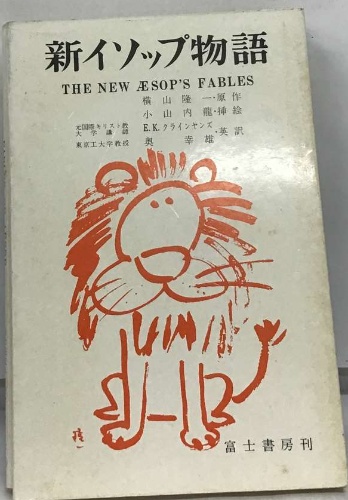 新イソップ物語
THE NEW ÆSOP'S FABLES
横山隆一・原作
小山内龍・挿絵
元国際キリスト教
大学講師
E.K.クラインヤンズ
東京工大学教授
奥幸雄・英訳
隆一
富士書房刊